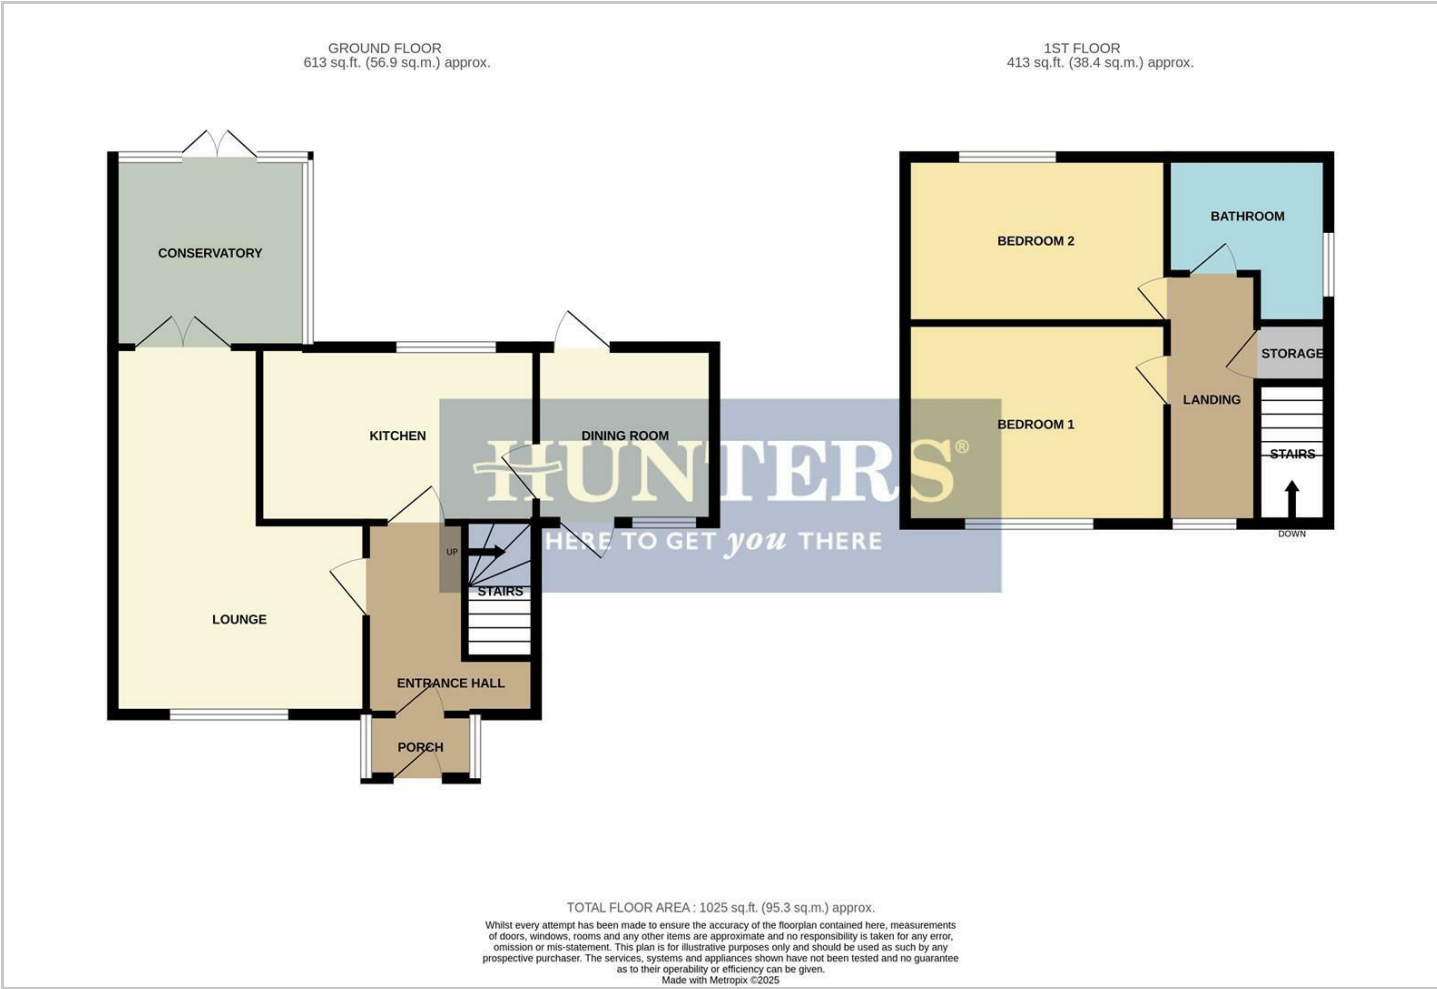 GROUND FLOOR
613 sq.ft. (56.9 sq.m.) approx.
1ST FLOOR
413 sq.ft. (38.4 sq.m.) approx.
CONSERVATORY
KITCHEN
DINING ROOM
UP
STAIRS
LOUNGE
ENTRANCE HALL
PORCH
BEDROOM 2
BATHROOM
STORAGE
LANDING
BEDROOM 1
STAIRS
DOWN
HUNTERS®
HERE TO GET you THERE
TOTAL FLOOR AREA : 1025 sq.ft. (95.3 sq.m.) approx.
Whilst every attempt has been made to ensure the accuracy of the floorplan contained here, measurements
of doors, windows, rooms and any other items are approximate and no responsibility is taken for any error,
omission or mis-statement. This plan is for illustrative purposes only and should be used as such by any
prospective purchaser. The services, systems and appliances shown have not been tested and no guarantee
as to their operability or efficiency can be given.
Made with Metropix ©2025